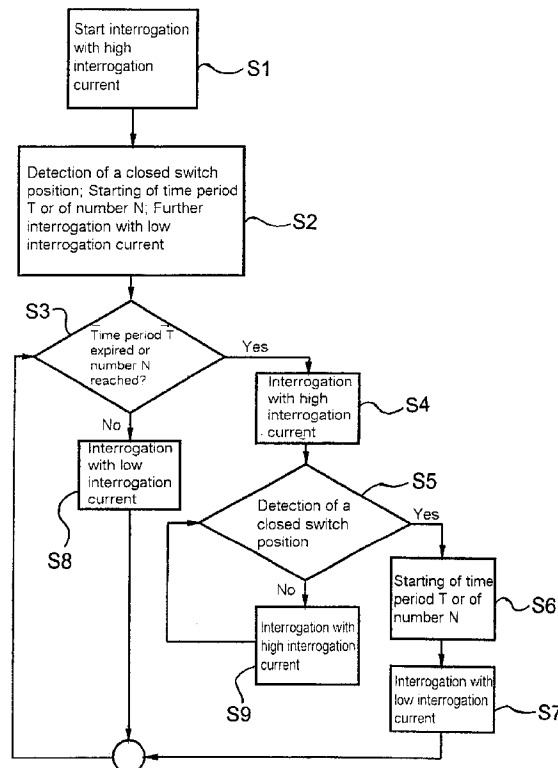 Start interrogation
with high
interrogation
current
S1
Detection of a closed switch
position; Starting of time period
T or of number N; Further
interrogation with low
interrogation current
S2
S3
Time period T
expired or
number N
reached?
Yes
No
Interrogation
with high
interrogation
current
S4
Interrogation
with low
interrogation
current
S8
Detection of a
closed switch
position
S5
Yes
No
Starting of time
period T or of
number N
S6
Interrogation with
high interrogation
current
S9
Interrogation with
low interrogation
current
S7